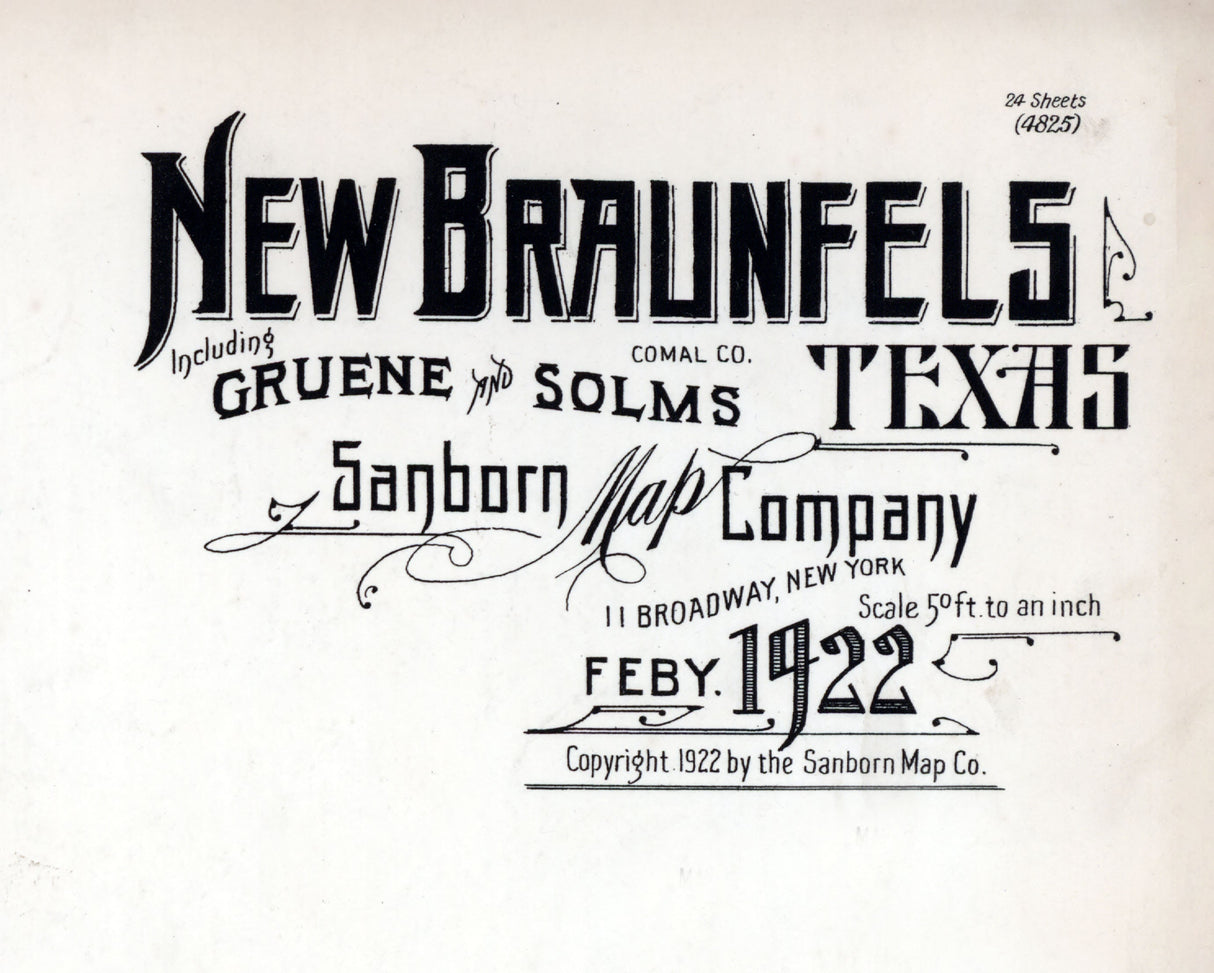 24 Sheets
(4825)
NEW BRAUNFELS
Including
GRUENE AND SOLMS
COMAL CO.
TEXAS
Sanborn Map Company
11 BROADWAY, NEW YORK
Scale 50 ft. to an inch
FEBY. 1922
Copyright 1922 by the Sanborn Map Co.